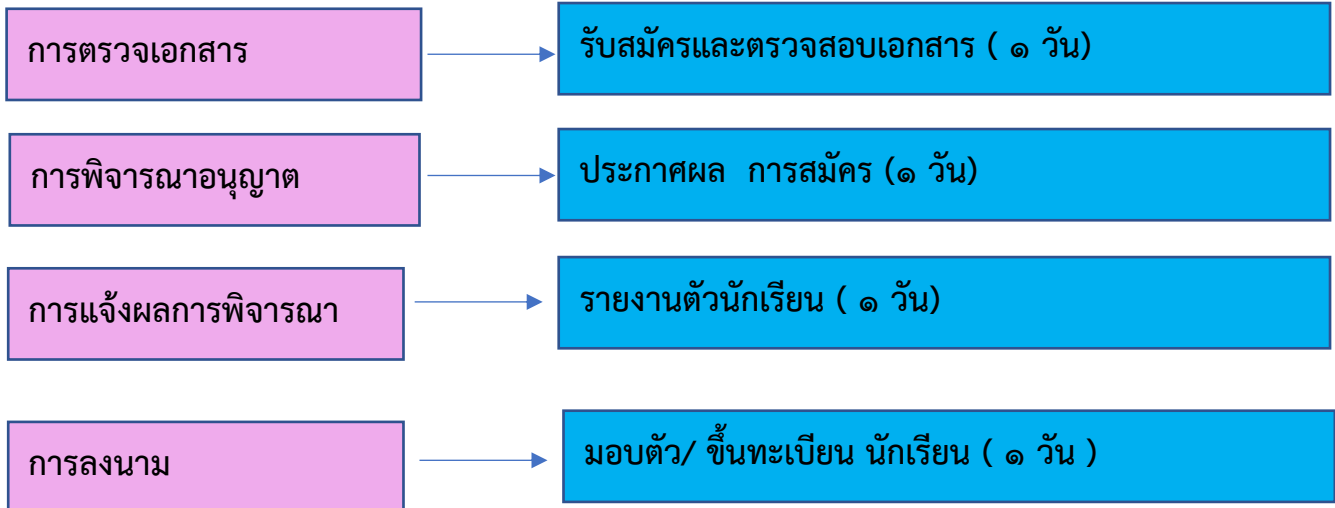 การตรวจเอกสาร
รับสมัครและตรวจสอบเอกสาร ( ๑ วัน)
การพิจารณาอนุญาต
ประกาศผล การสมัคร (๑ วัน)
การแจ้งผลการพิจารณา
รายงานตัวนักเรียน ( ๑ วัน)
การลงนาม
มอบตัว/ ขึ้นทะเบียน นักเรียน ( ๑ วัน )